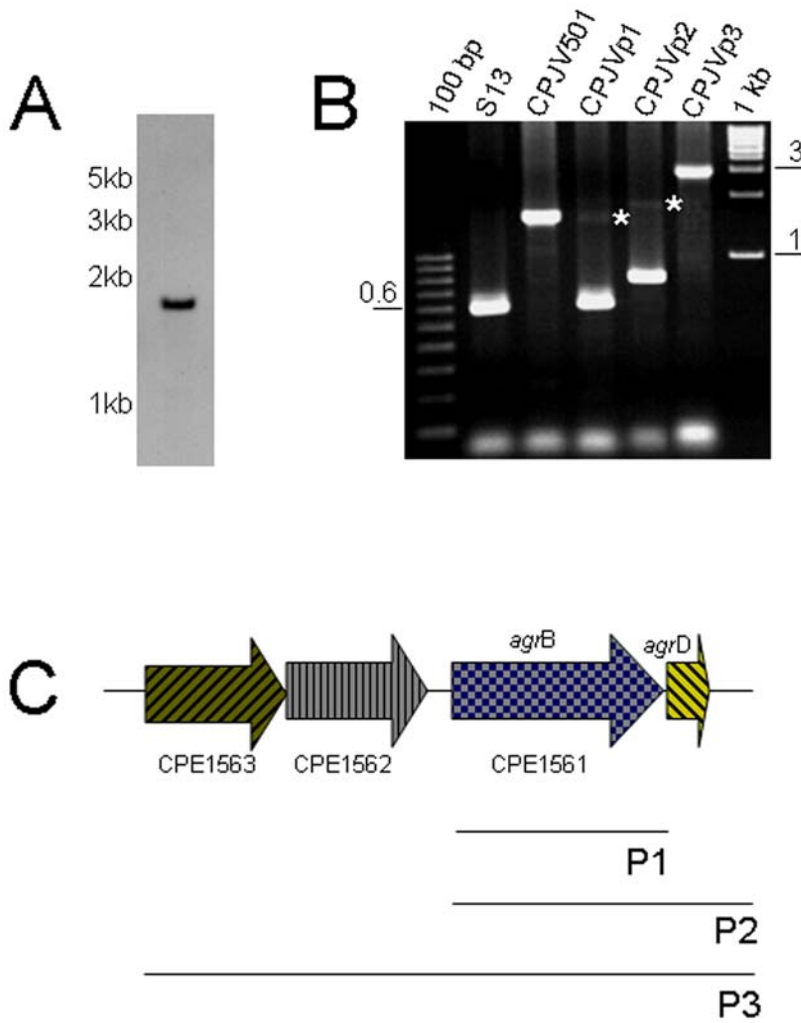 A
5kb
3kb
2kb
1kb
B
100 bp
S13
CPJV501
CPJVp1
CPJVp2
CPJVp3
1 kb
3
1
0.6
*
*
C
agrB
agrD
CPE1563
CPE1562
CPE1561
P1
P2
P3